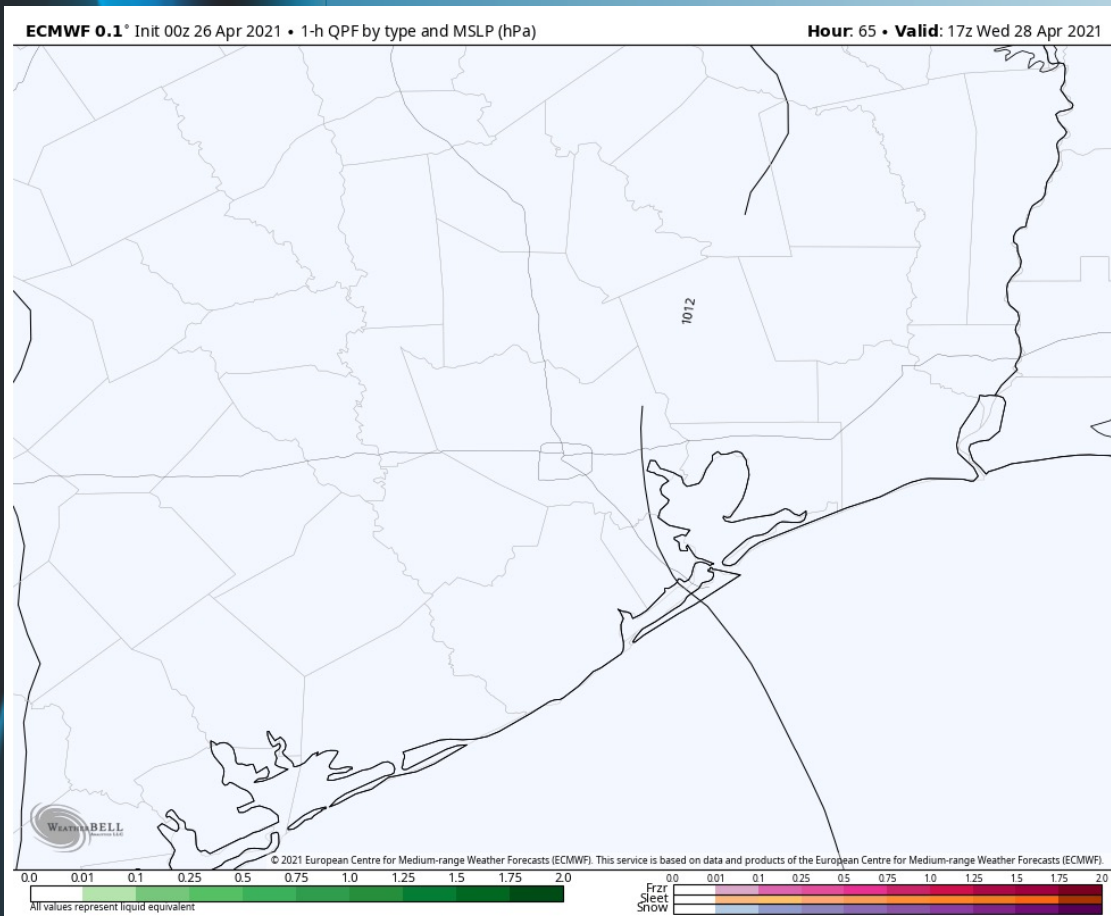 ECMWF 0.1° Init 00z 26 Apr 2021 • 1-h QPF by type and MSLP (hPa) Hour: 65 • Valid: 17z Wed 28 Apr 2021
1012
WEATHERBELL
© 2021 European Centre for Medium-range Weather Forecasts (ECMWF). This service is based on data and products of the European Centre for Medium-range Weather Forecasts (ECMWF).
0.0 0.01 0.1 0.25 0.5 0.75 1.0 1.25 1.5 1.75 2.0
All values represent liquid equivalent
0.0 0.01 0.1 0.25 0.5 0.75 1.0 1.25 1.5 1.75 2.0
Frzr
Sleet
Snow